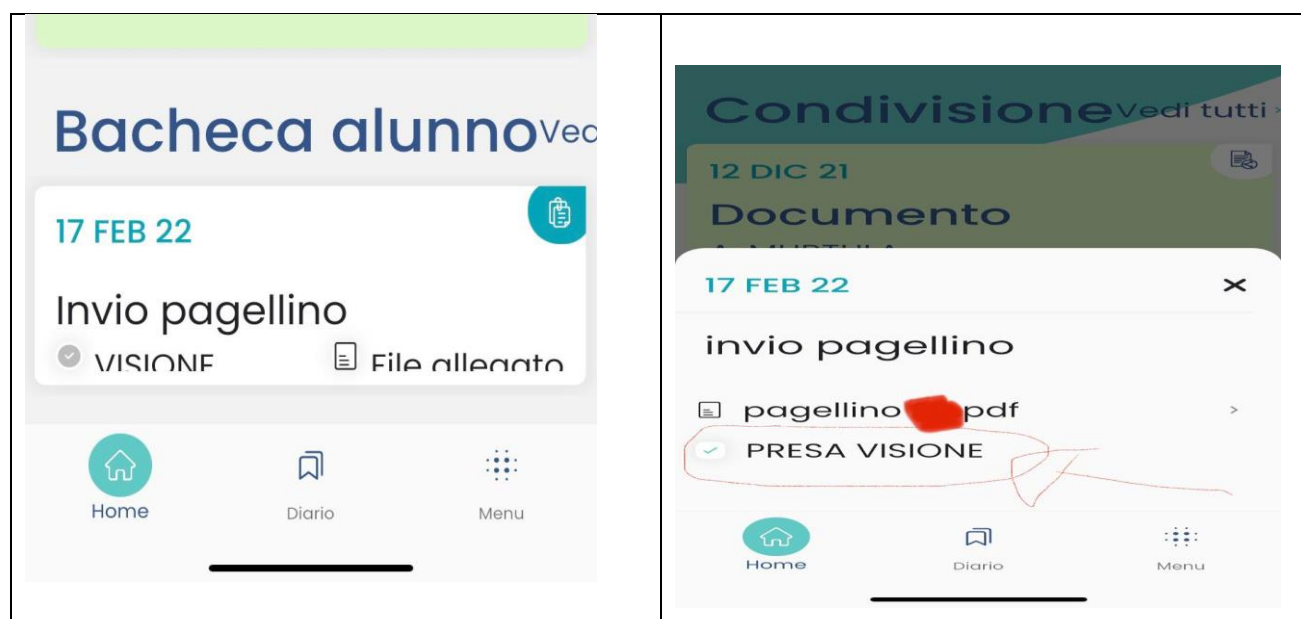 Bacheca alunno
17 FEB 22
Invio pagellino
VISIONE File allegato
Home Diario Menu
Condivisione Vedi tutti >
12 DIC 21
Documento
17 FEB 22
invio pagellino
pagellino pdf >
PRESA VISIONE
Home Diario Menu